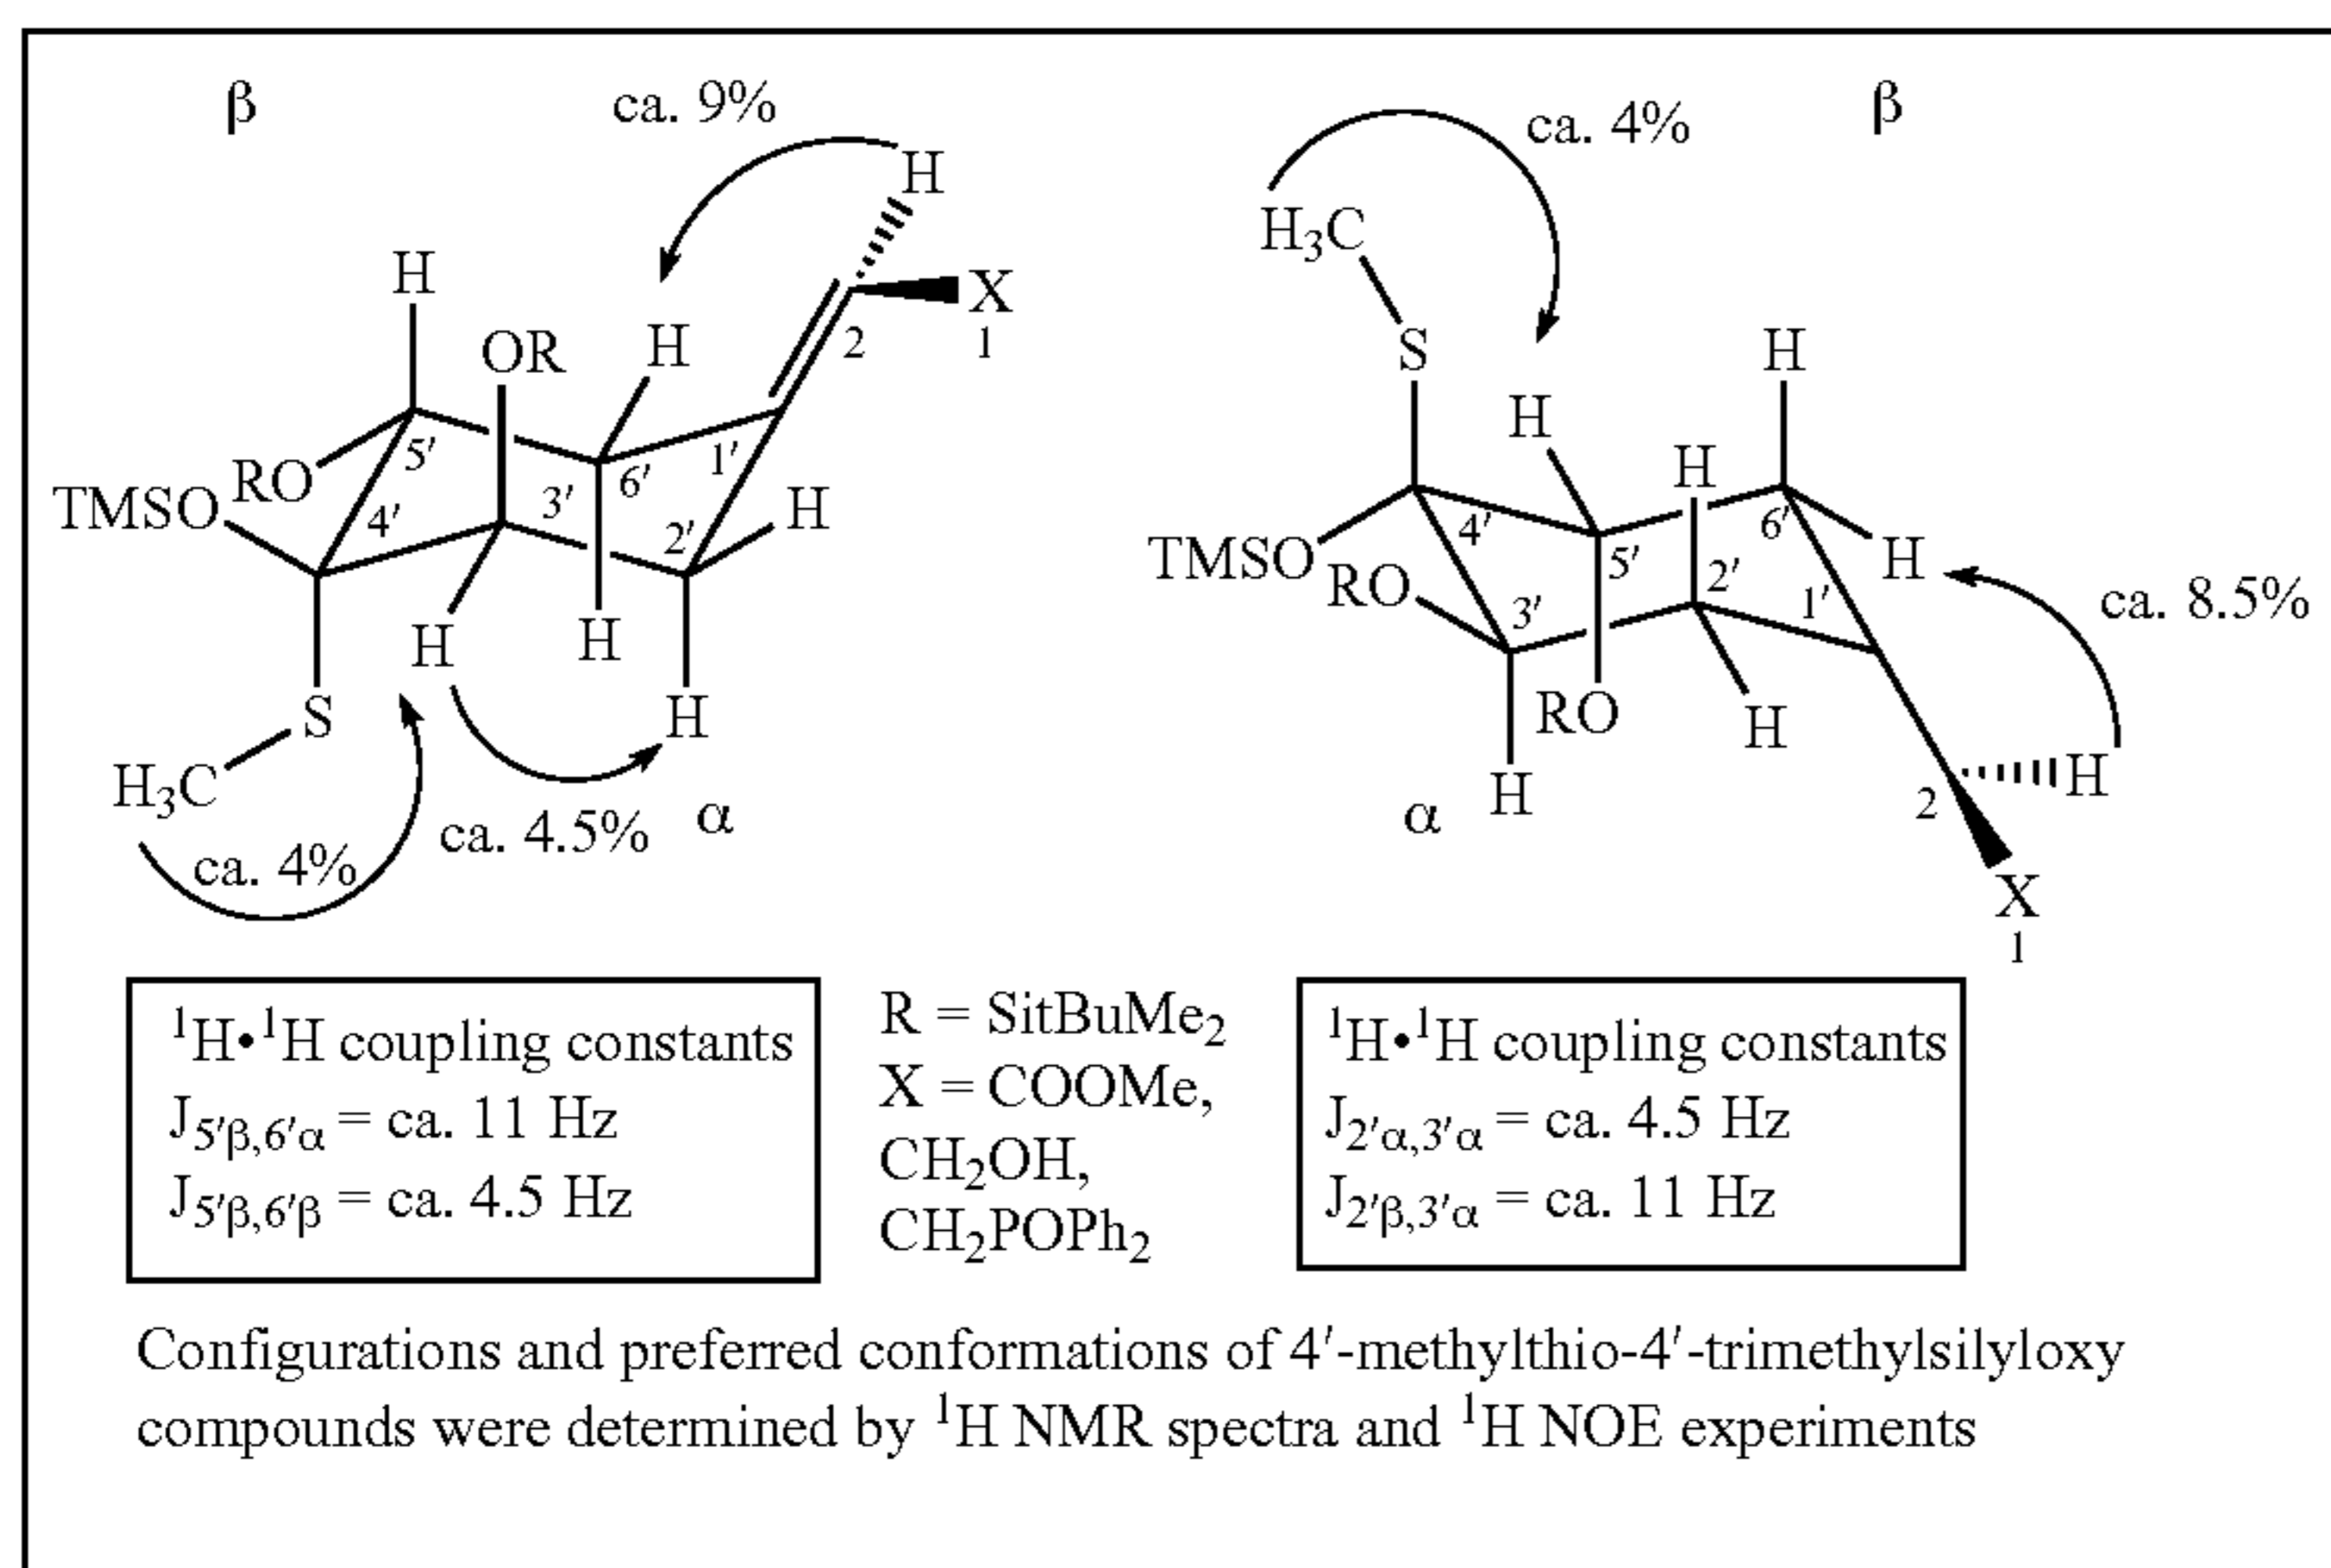 β
ca. 9%
H
H
OR
H
X
2
1
5′
6′
1′
RO
TMSO
4′
3′
2′
H
H
H
S
H
H₃C
ca. 4%
ca. 4.5%
α
ca. 4%
β
H₃C
S
H
H
H
4′
5′
2′
6′
1′
TMSO
RO
3′
H
ca. 8.5%
RO
H
H
α
2
H
X
1
¹H•¹H coupling constants
J₅′β,₆′α = ca. 11 Hz
J₅′β,₆′β = ca. 4.5 Hz
R = SitBuMe₂
X = COOMe,
CH₂OH,
CH₂POPh₂
¹H•¹H coupling constants
J₂′α,₃′α = ca. 4.5 Hz
J₂′β,₃′α = ca. 11 Hz
Configurations and preferred conformations of 4′-methylthio-4′-trimethylsilyloxy
compounds were determined by ¹H NMR spectra and ¹H NOE experiments